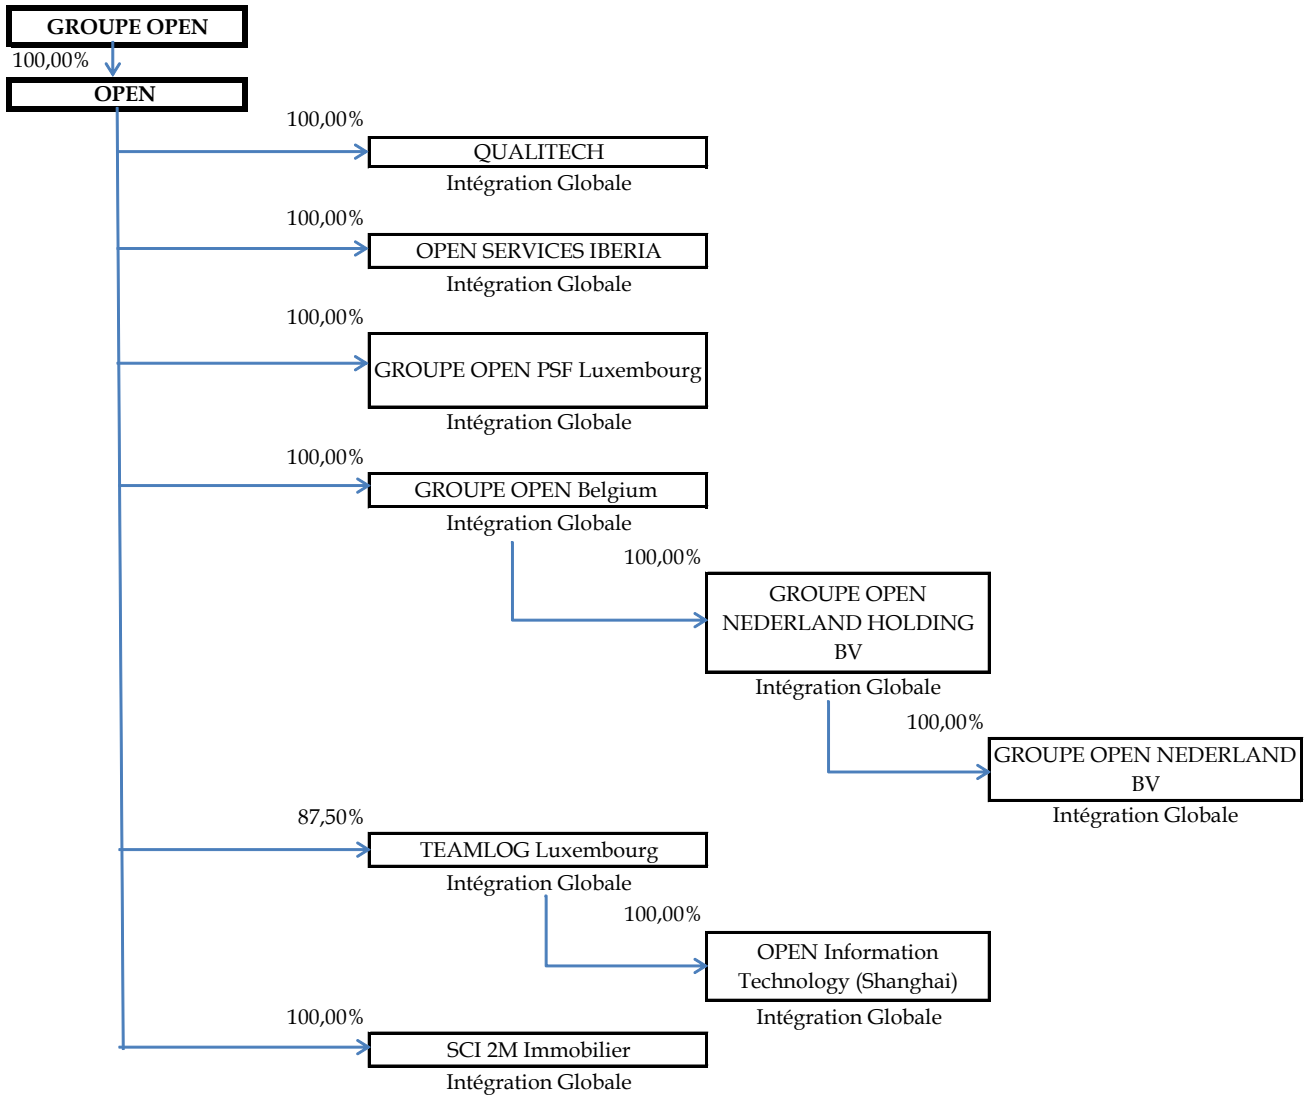 GROUPE OPEN
100,00%
OPEN
100,00%
QUALITECH
Intégration Globale
100,00%
OPEN SERVICES IBERIA
Intégration Globale
100,00%
GROUPE OPEN PSF Luxembourg
Intégration Globale
100,00%
GROUPE OPEN Belgium
Intégration Globale
100,00%
GROUPE OPEN
NEDERLAND HOLDING
BV
Intégration Globale
100,00%
GROUPE OPEN NEDERLAND
BV
Intégration Globale
87,50%
TEAMLOG Luxembourg
Intégration Globale
100,00%
OPEN Information
Technology (Shanghai)
Intégration Globale
100,00%
SCI 2M Immobilier
Intégration Globale